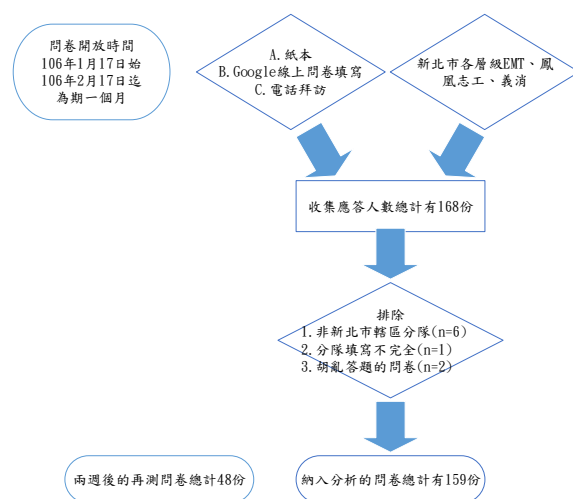 問卷開放時間
106年1月17日始
106年2月17日迄
為期一個月
A.紙本
B.Google線上問卷填寫
C.電話拜訪
新北市各層級EMT、鳳
凰志工、義消
收集應答人數總計有168份
排除
1.非新北市轄區分隊(n=6)
2.分隊填寫不完全(n=1)
3.胡亂答題的問卷(n=2)
兩週後的再測問卷總計48份
納入分析的問卷總計有159份